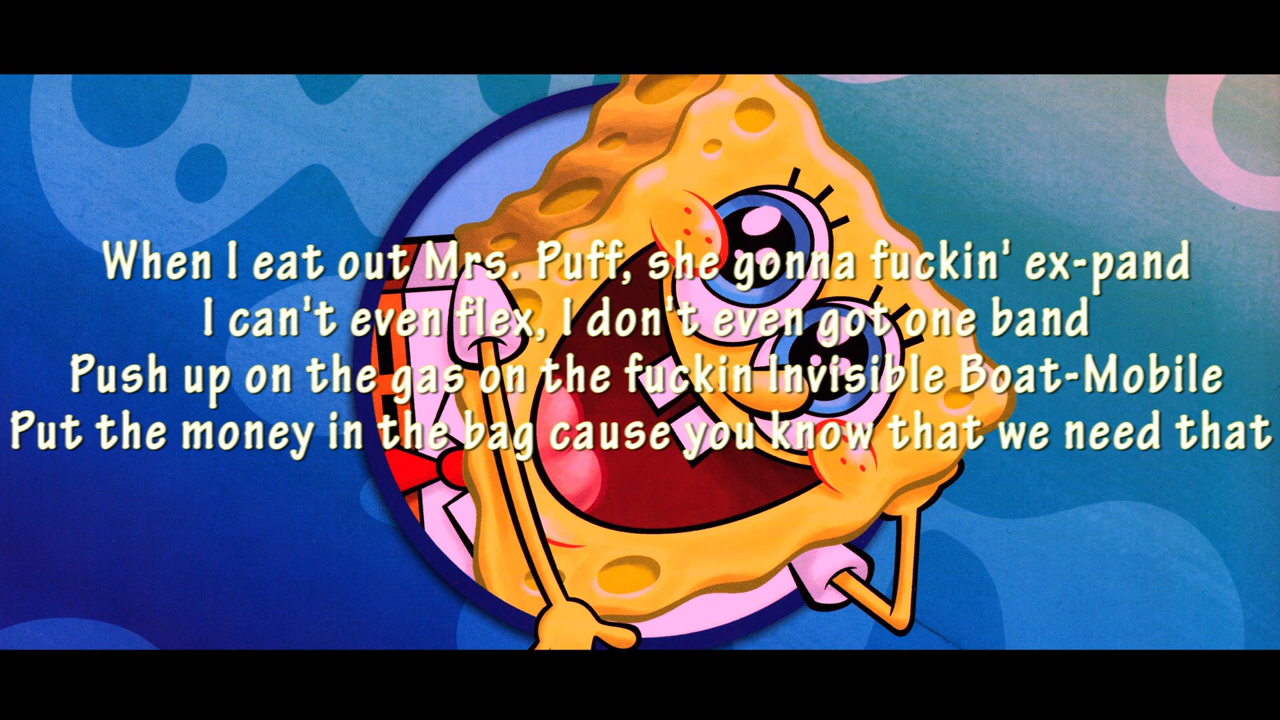 When I eat out Mrs. Puff, she gonna fuckin' ex-pand
I can't even flex, I don't even got one band
Push up on the gas on the fuckin Invisible Boat-Mobile
Put the money in the bag cause you know that we need that